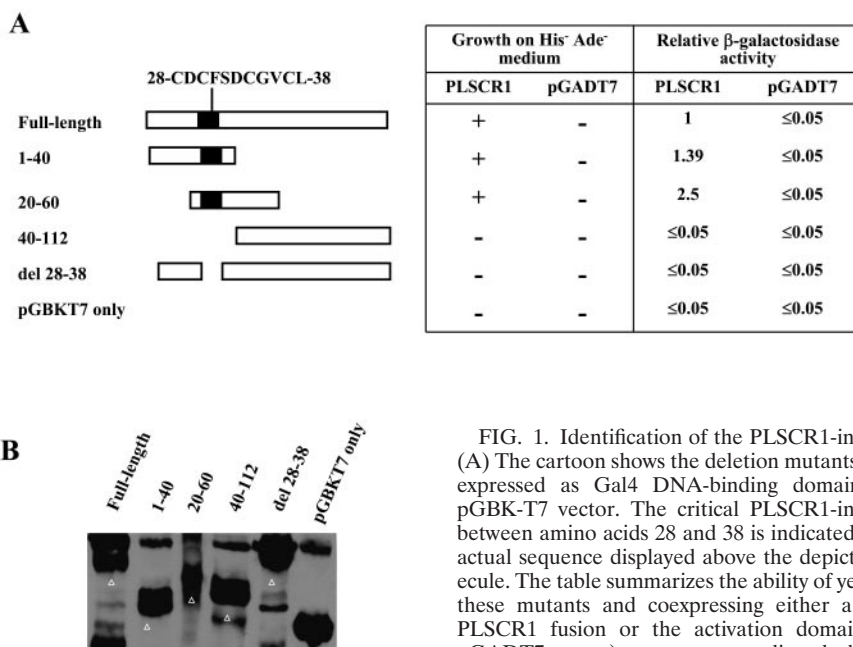 A
28-CDCFSDCGVCL-38
Full-length
1-40
20-60
40-112
del 28-38
pGBKT7 only
Growth on His- Ade- medium Relative β-galactosidase activity
PLSCR1 pGADT7 PLSCR1 pGADT7
+ - 1 ≤0.05
+ - 1.39 ≤0.05
+ - 2.5 ≤0.05
- - ≤0.05 ≤0.05
- - ≤0.05 ≤0.05
- - ≤0.05 ≤0.05
B
Full-length
1-40
20-60
40-112
del 28-38
pGBKT7 only
FIG. 1. Identification of the PLSCR1-in
(A) The cartoon shows the deletion mutants
expressed as Gal4 DNA-binding domain
pGBK-T7 vector. The critical PLSCR1-in
between amino acids 28 and 38 is indicated
actual sequence displayed above the depict
ecule. The table summarizes the ability of ye
these mutants and coexpressing either a
PLSCR1 fusion or the activation domai